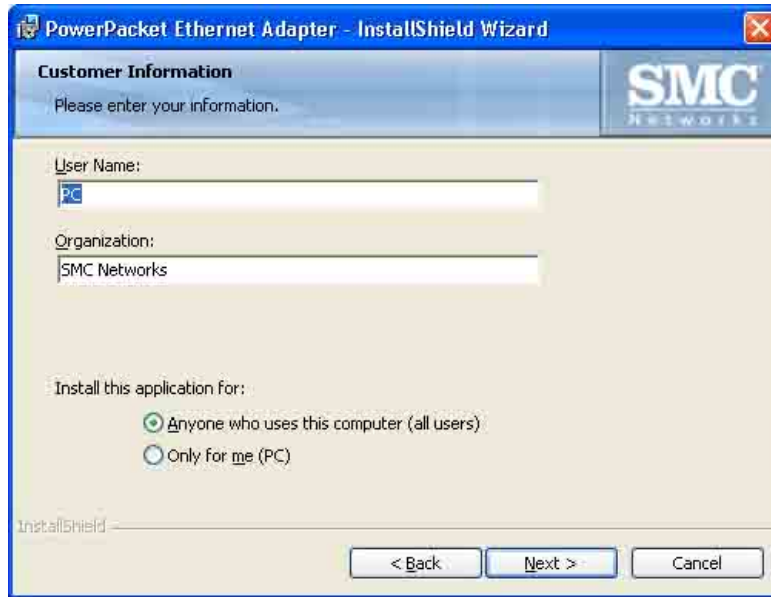 PowerPacket Ethernet Adapter - InstallShield Wizard
Customer Information
Please enter your information.
SMC
Networks
User Name:
PC
Organization:
SMC Networks
Install this application for:
Anyone who uses this computer (all users)
Only for me (PC)
InstallShield
< Back
Next >
Cancel